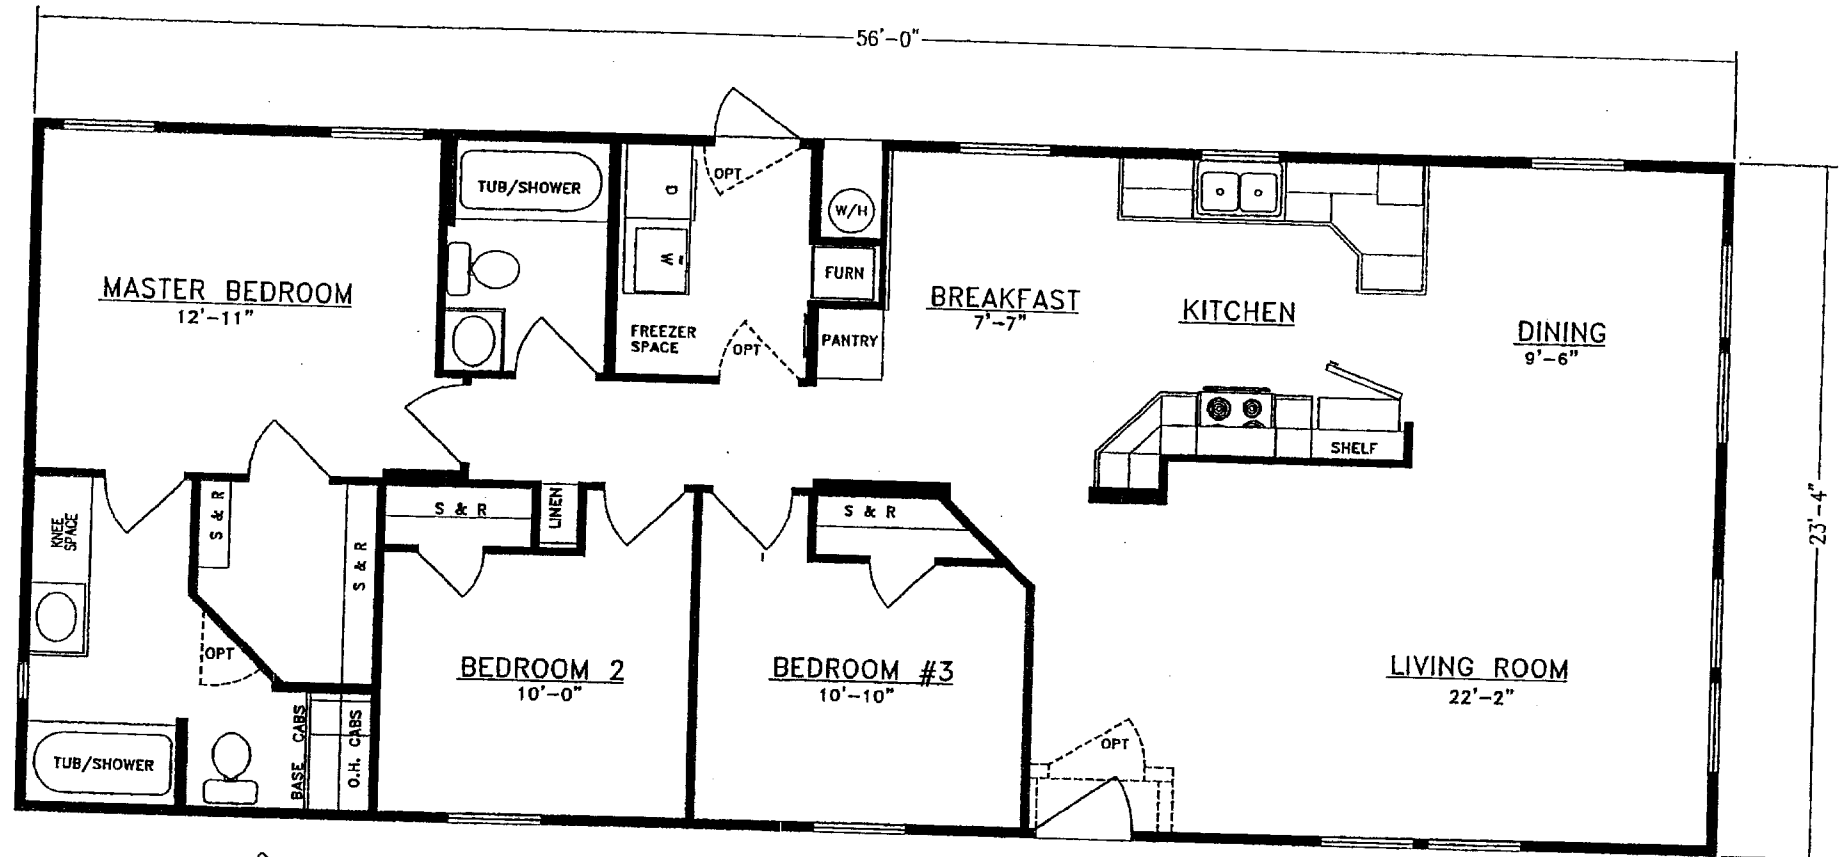 56'-0"
OPT
TUB/SHOWER
D
W
W/H
FURN
FREEZER
SPACE
OPT
PANTRY
MASTER BEDROOM
12'-11"
BREAKFAST
7'-7"
KITCHEN
DINING
9'-6"
SHELF
23'-4"
KNEE
SPACE
S & R
S & R
S & R
LINEN
S & R
OPT
BEDROOM 2
10'-0"
BEDROOM #3
10'-10"
LIVING ROOM
22'-2"
TUB/SHOWER
BASE CABS
O.H. CABS
OPT